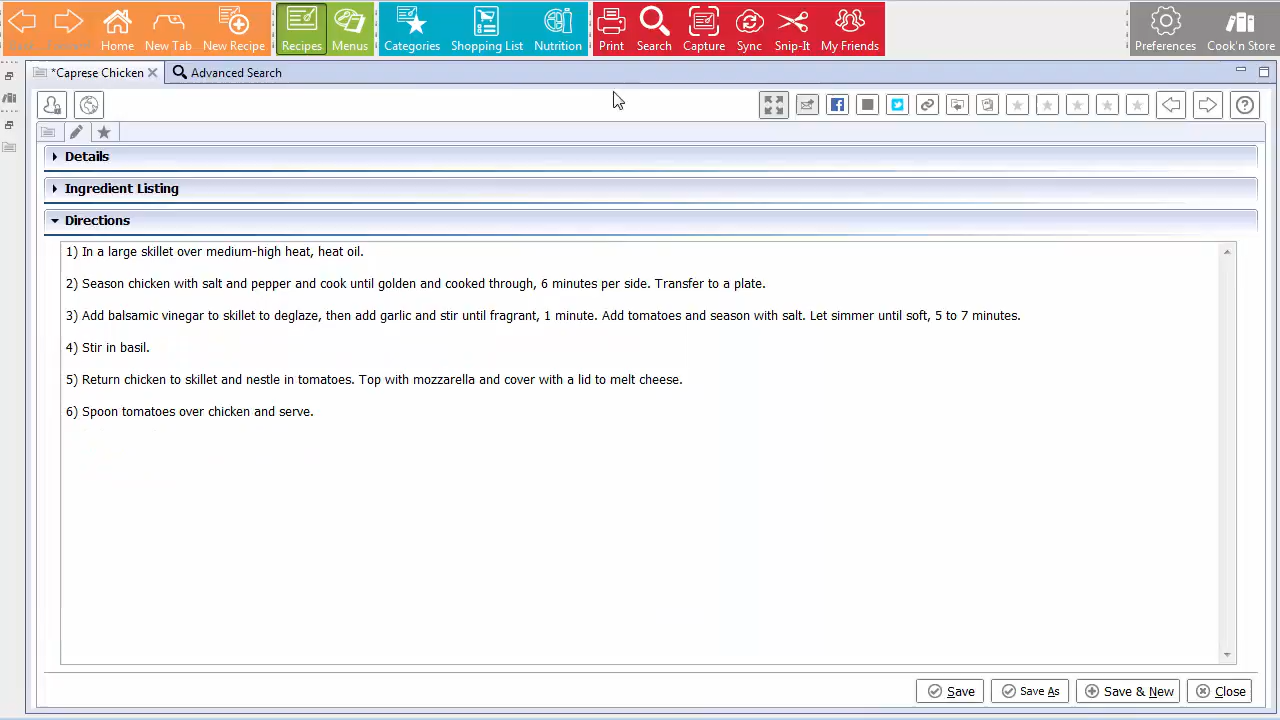 Home New Tab New Recipe Recipes Menus Categories Shopping List Nutrition Print Search Capture Sync Snip-It My Friends Preferences Cook'n Store
*Caprese Chicken Advanced Search
Details
Ingredient Listing
Directions
1) In a large skillet over medium-high heat, heat oil.
2) Season chicken with salt and pepper and cook until golden and cooked through, 6 minutes per side. Transfer to a plate.
3) Add balsamic vinegar to skillet to deglaze, then add garlic and stir until fragrant, 1 minute. Add tomatoes and season with salt. Let simmer until soft, 5 to 7 minutes.
4) Stir in basil.
5) Return chicken to skillet and nestle in tomatoes. Top with mozzarella and cover with a lid to melt cheese.
6) Spoon tomatoes over chicken and serve.
Save Save As Save & New Close